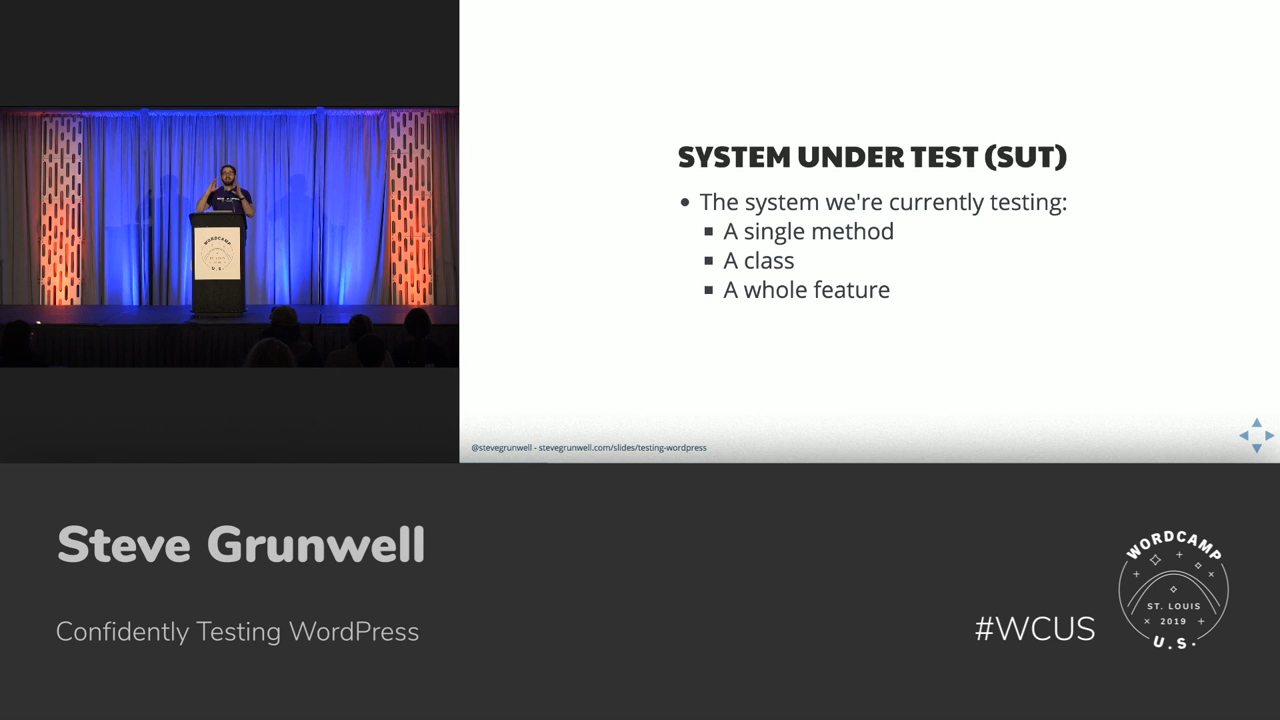 SYSTEM UNDER TEST (SUT)
The system we're currently testing:
A single method
A class
A whole feature
@stevegrunwell - stevegrunwell.com/slides/testing-wordpress
WORDCAMP
U.S.
Steve Grunwell
Confidently Testing WordPress
#WCUS
WORDCAMP
ST. LOUIS
2019
U.S.